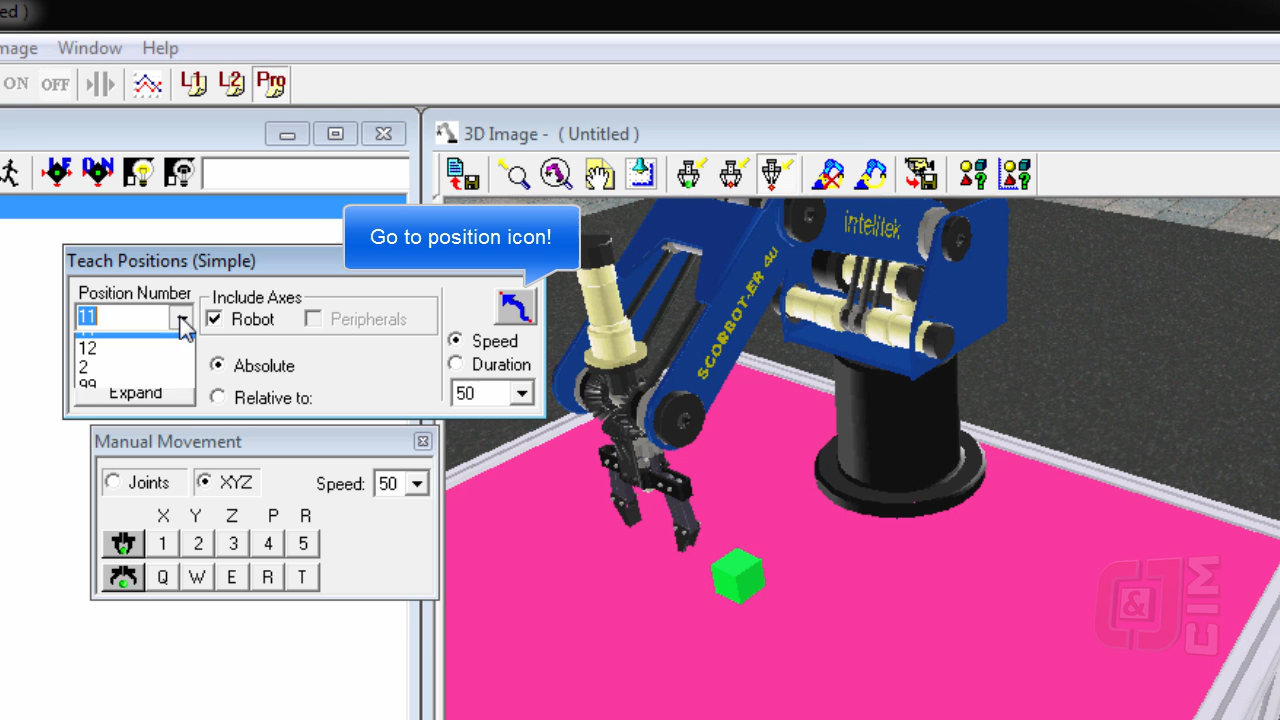 ed )
mage Window Help
ON OFF L1 L2 Pro
3D Image - ( Untitled )
Go to position icon!
intelitek
SCORBOT-ER 4U
Teach Positions (Simple)
Position Number
Include Axes
11
Robot
Peripherals
12
2
99
Expand
Absolute
Relative to:
Speed
Duration
50
Manual Movement
Joints
XYZ
Speed: 50
X Y Z P R
1 2 3 4 5
Q W E R T
&
CIM